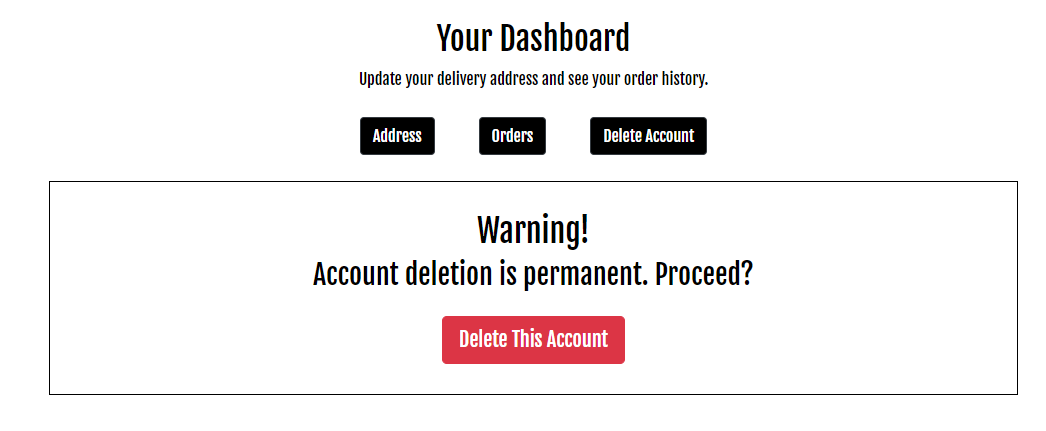 Your Dashboard
Update your delivery address and see your order history.
Address Orders Delete Account
Warning!
Account deletion is permanent. Proceed?
Delete This Account